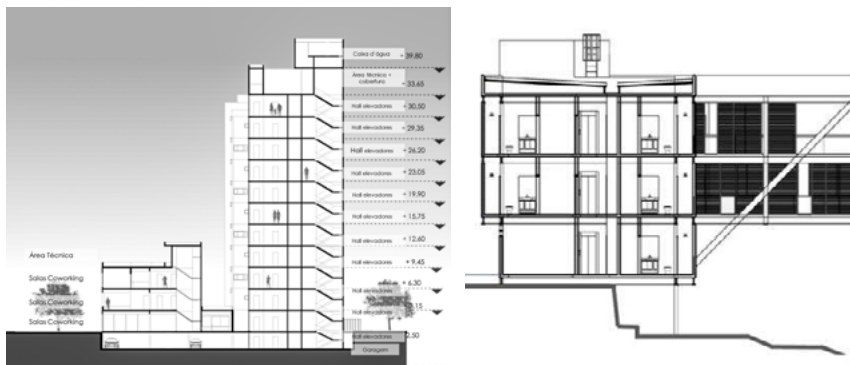 Caixa d'água + 39,80
Área técnica +
cobertura + 33,65
Hall elevadores + 30,50
Hall elevadores + 29,35
Hall elevadores + 26,20
Hall elevadores + 23,05
Hall elevadores + 19,90
Hall elevadores + 15,75
Hall elevadores + 12,60
Hall elevadores + 9,45
Hall elevadores + 6,30
Hall elevadores
Hall elevadores
Garagem
Área Técnica
Salas Coworking
Salas Coworking
Salas Coworking